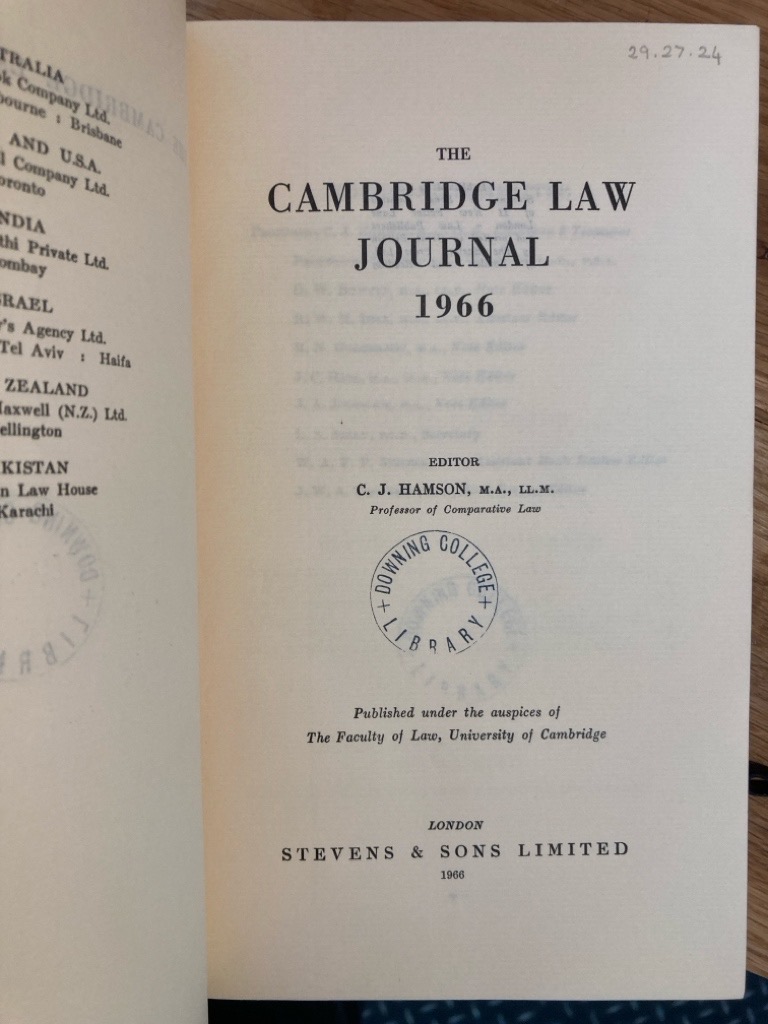 TRALIA
k Company Ltd.
bourne : Brisbane
AND U.S.A.
l Company Ltd.
oronto
NDIA
thi Private Ltd.
ombay
RAEL
y's Agency Ltd.
Tel Aviv : Haifa
ZEALAND
axwell (N.Z.) Ltd.
ellington
KISTAN
n Law House
Karachi
29.27.24
THE
CAMBRIDGE LAW
JOURNAL
1966
EDITOR
C. J. HAMSON, M.A., LL.M.
Professor of Comparative Law
DOWNING COLLEGE
LIBRARY
Published under the auspices of
The Faculty of Law, University of Cambridge
LONDON
STEVENS & SONS LIMITED
1966